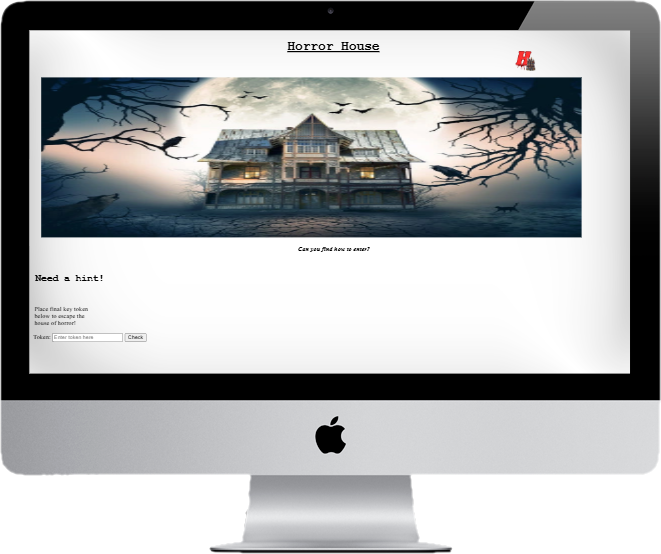 Horror House
H
Can you find how to enter?
Need a hint!
Place final key token
below to escape the
house of horror!
Token: Enter token here Check